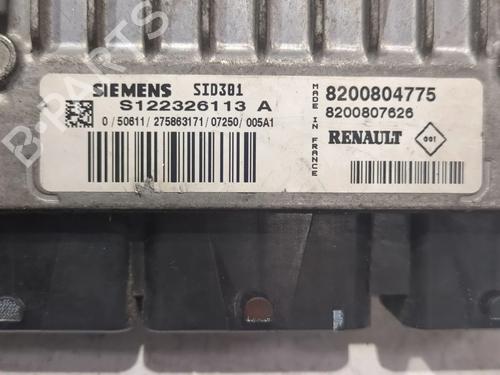 B-PARTS
SIEMENS SID301
S122326113 A
0 / 50611 / 275863171 / 07250 / 005A1
MADE IN FRANCE
8200804775
8200807626
RENAULT
001